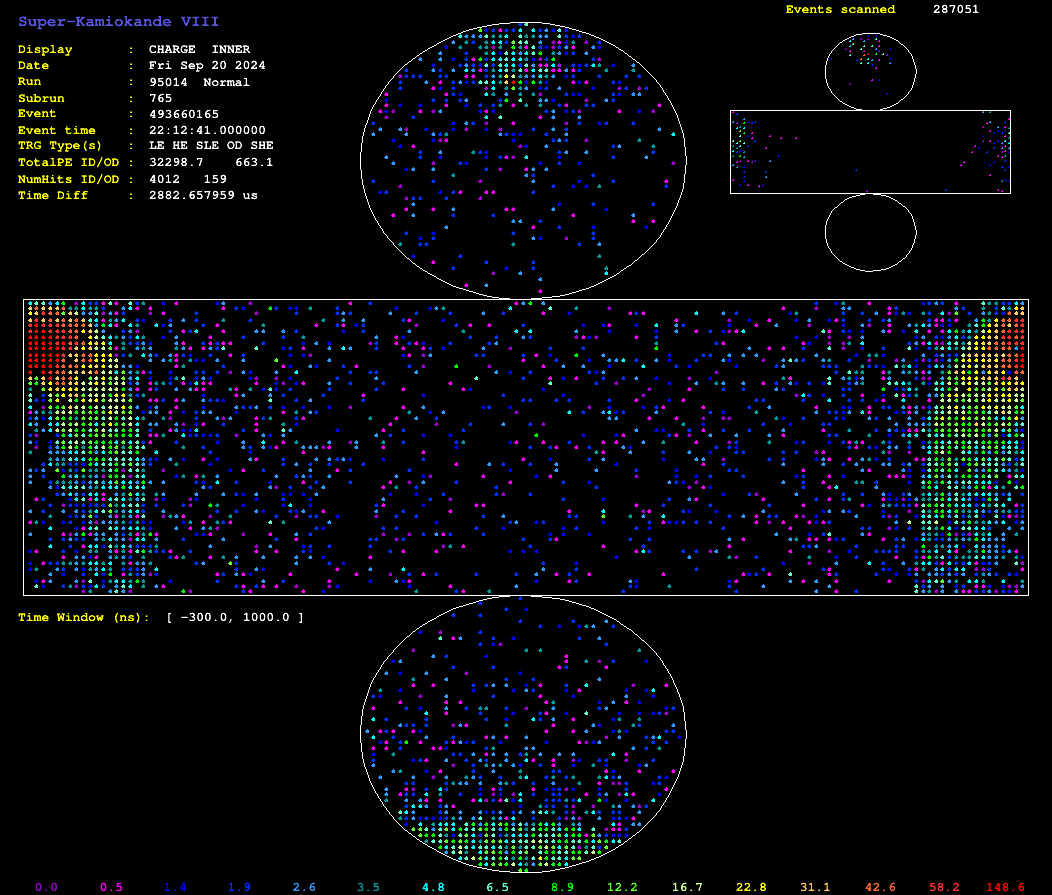 Super-Kamiokande VIII
Events scanned 287051
Display : CHARGE INNER
Date : Fri Sep 20 2024
Run : 95014 Normal
Subrun : 765
Event : 493660165
Event time : 22:12:41.000000
TRG Type(s) : LE HE SLE OD SHE
TotalPE ID/OD : 32298.7 663.1
NumHits ID/OD : 4012 159
Time Diff : 2882.657959 us
Time Window (ns): [ -300.0, 1000.0 ]
0.0 0.5 1.4 1.9 2.6 3.5 4.8 6.5 8.9 12.2 16.7 22.8 31.1 42.6 58.2 148.6